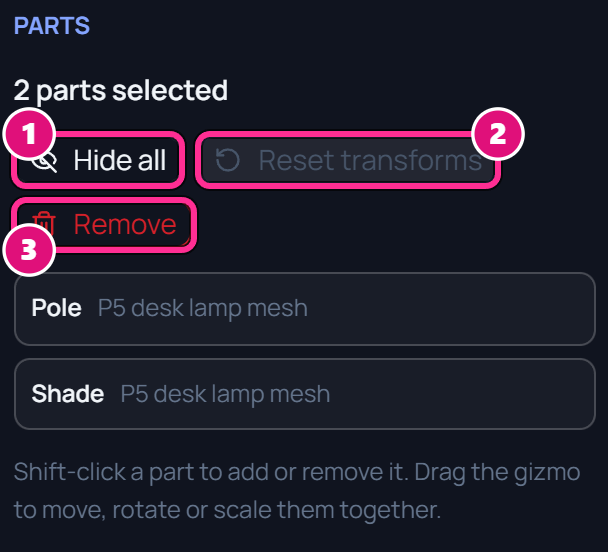 PARTS
2 parts selected
1
Hide all
2
Reset transforms
Remove
3
Pole P5 desk lamp mesh
Shade P5 desk lamp mesh
Shift-click a part to add or remove it. Drag the gizmo
to move, rotate or scale them together.